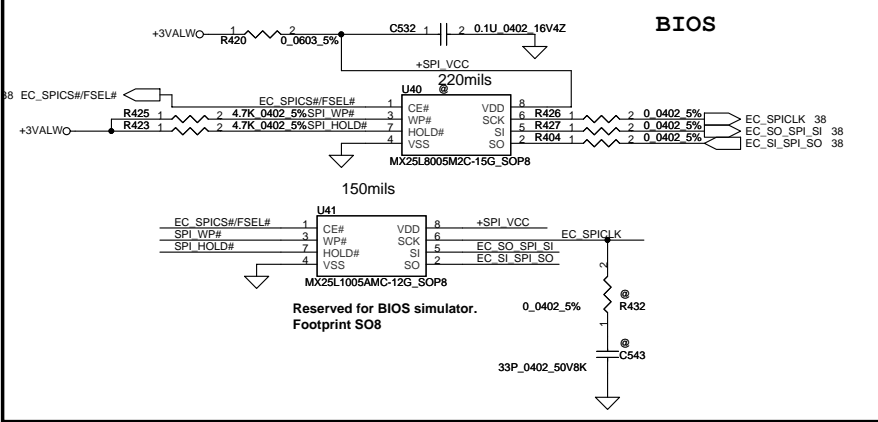 BIOS
+3VALW
1 2
R420 0_0603_5%
C532 1 2 0.1U_0402_16V4Z
+SPI_VCC
220mils
U40 @
38 EC_SPICS#/FSEL#
EC_SPICS#/FSEL# 1 CE# VDD 8
R425 1 2 4.7K_0402_5% SPI_WP# 3 WP# SCK 6 R426 1 2 0_0402_5% EC_SPICLK 38
+3VALW R423 1 2 4.7K_0402_5% SPI_HOLD# 7 HOLD# SI 5 R427 1 2 0_0402_5% EC_SO_SPI_SI 38
4 VSS SO 2 R404 1 2 0_0402_5% EC_SI_SPI_SO 38
MX25L8005M2C-15G_SOP8
150mils
U41
EC_SPICS#/FSEL# 1 CE# VDD 8 +SPI_VCC
SPI_WP# 3 WP# SCK 6 EC_SPICLK
SPI_HOLD# 7 HOLD# SI 5 EC_SO_SPI_SI
4 VSS SO 2 EC_SI_SPI_SO
MX25L1005AMC-12G_SOP8
Reserved for BIOS simulator.
Footprint SO8
2
@
0_0402_5% R432
1
@
C543
33P_0402_50V8K